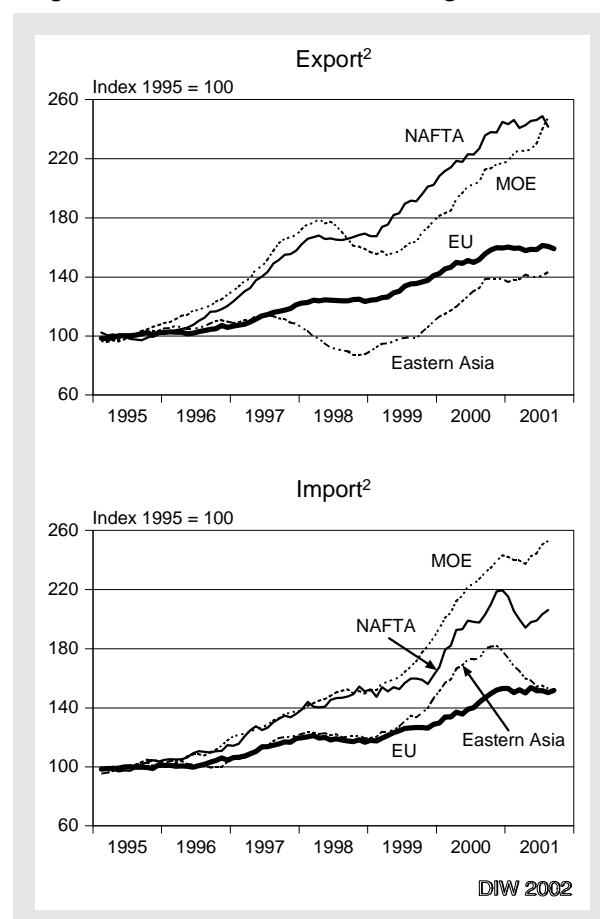 Export²
Index 1995 = 100
260
220
180
140
100
60
NAFTA
MOE
EU
Eastern Asia
1995 1996 1997 1998 1999 2000 2001
Import²
Index 1995 = 100
260
220
180
140
100
60
MOE
NAFTA
Eastern Asia
EU
1995 1996 1997 1998 1999 2000 2001
DIW 2002